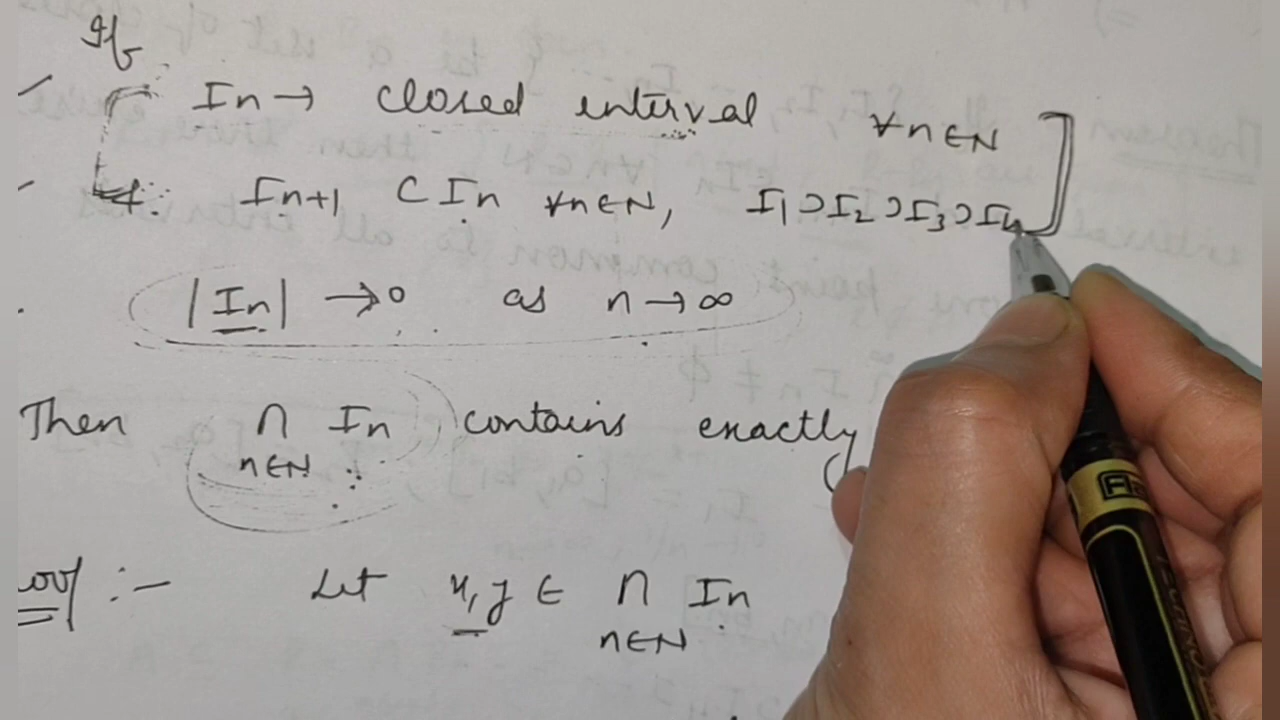 If
In → closed interval ∀n∈N
In+1 ⊂ In ∀n∈N, I1⊃I2⊃I3⊃I4
|In| →0 as n→∞
Then ∩ In contains exactly
n∈N
:- Let x,y ∈ ∩ In
n∈N